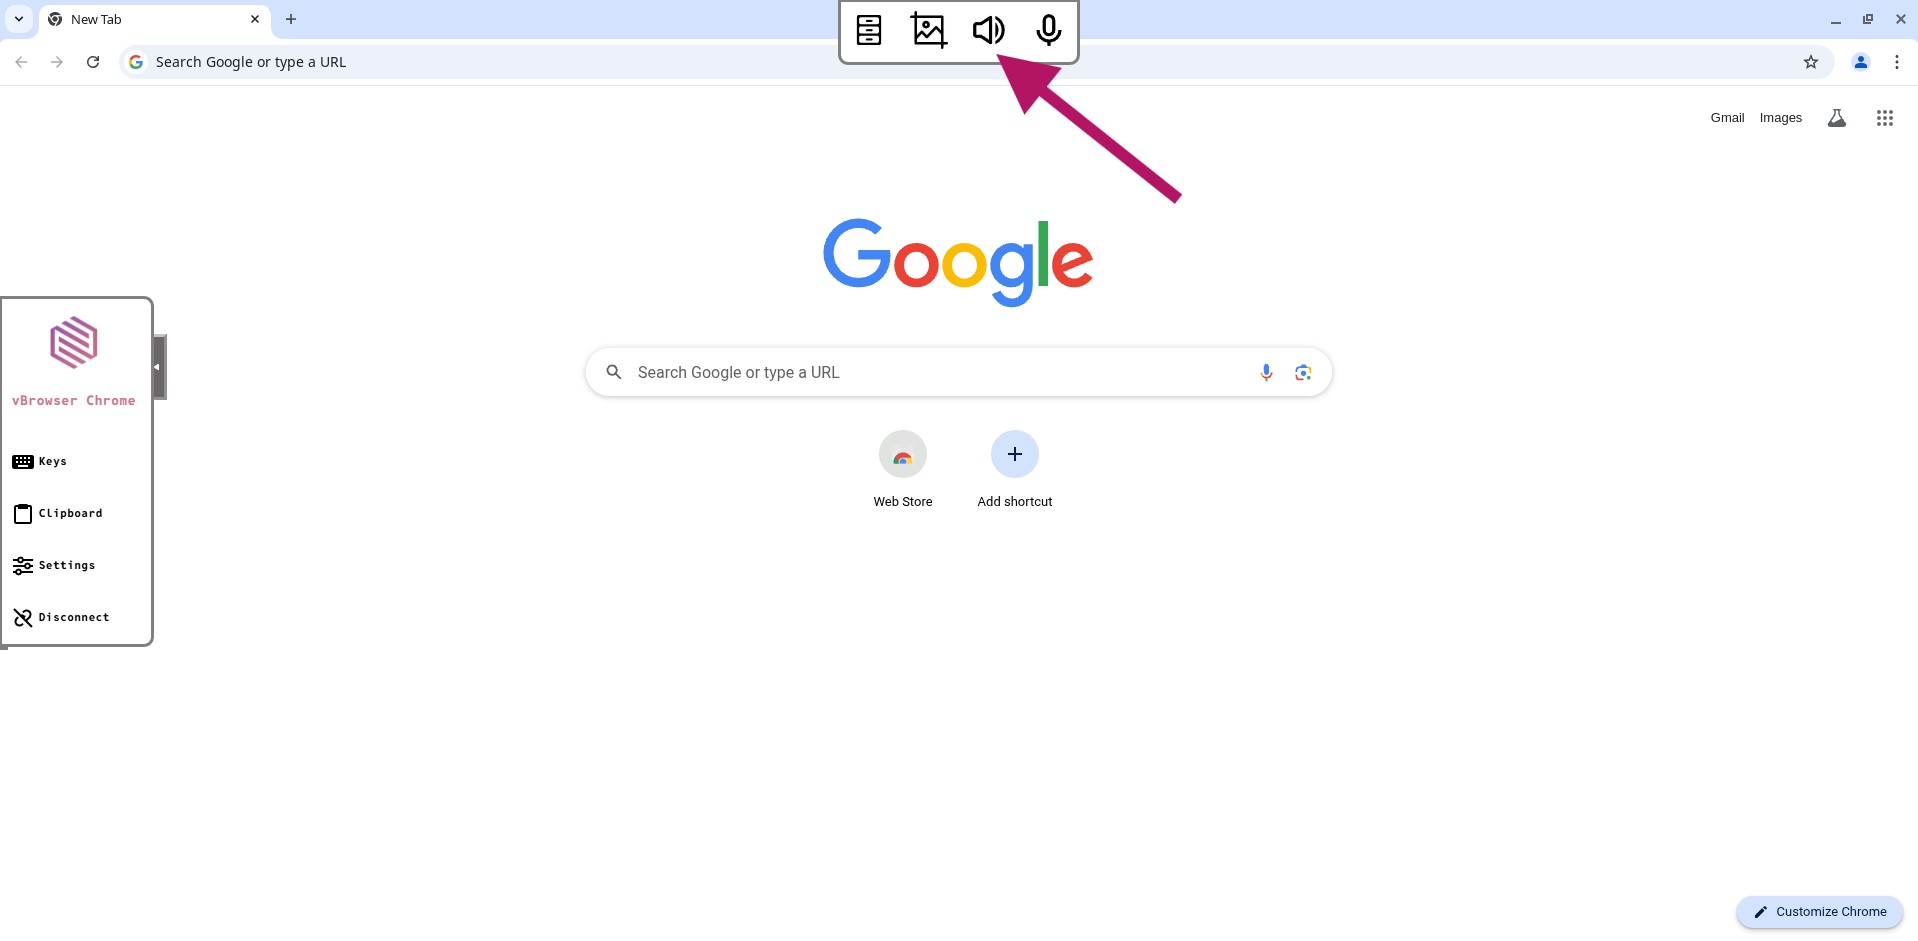 New Tab
Search Google or type a URL
Gmail Images
Google
Search Google or type a URL
Web Store
Add shortcut
vBrowser Chrome
Keys
Clipboard
Settings
Disconnect
Customize Chrome